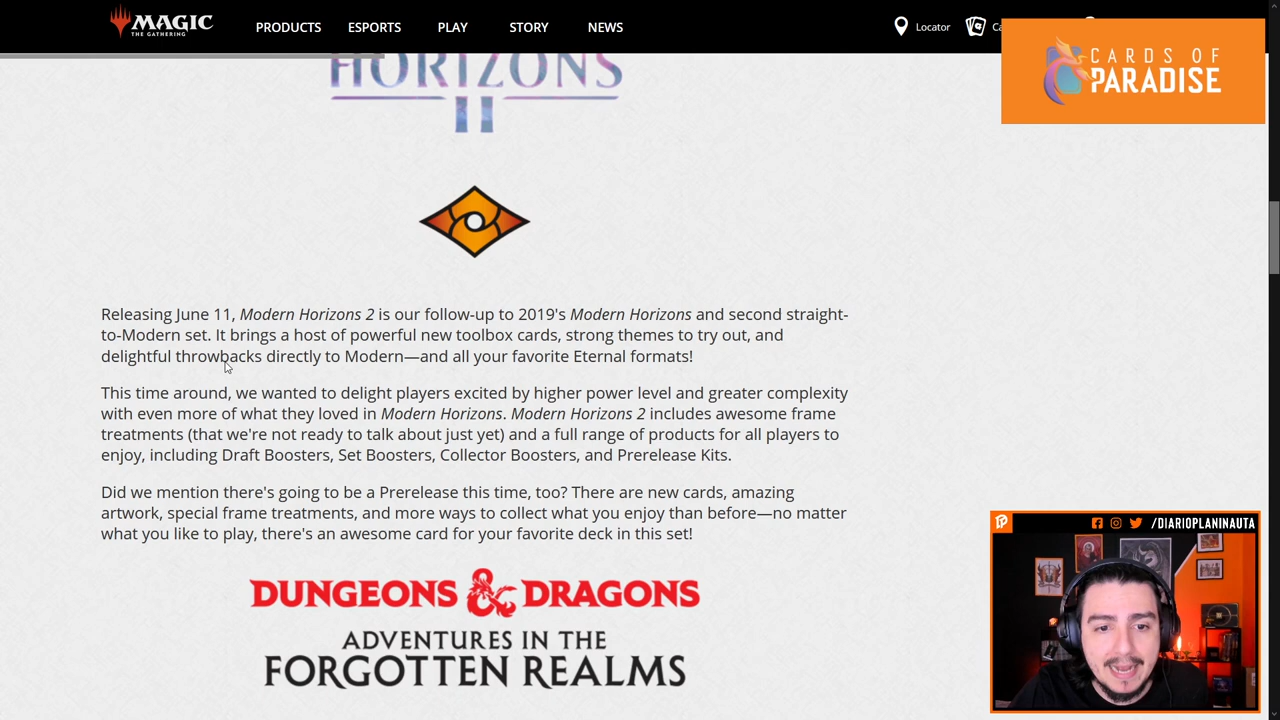 MAGIC
THE GATHERING
PRODUCTS ESPORTS PLAY STORY NEWS
Locator
CARDS OF
PARADISE
HORIZONS
II
Releasing June 11, Modern Horizons 2 is our follow-up to 2019's Modern Horizons and second straight-
to-Modern set. It brings a host of powerful new toolbox cards, strong themes to try out, and
delightful throwbacks directly to Modern—and all your favorite Eternal formats!
This time around, we wanted to delight players excited by higher power level and greater complexity
with even more of what they loved in Modern Horizons. Modern Horizons 2 includes awesome frame
treatments (that we're not ready to talk about just yet) and a full range of products for all players to
enjoy, including Draft Boosters, Set Boosters, Collector Boosters, and Prerelease Kits.
Did we mention there's going to be a Prerelease this time, too? There are new cards, amazing
artwork, special frame treatments, and more ways to collect what you enjoy than before—no matter
what you like to play, there's an awesome card for your favorite deck in this set!
DUNGEONS & DRAGONS
ADVENTURES IN THE
FORGOTTEN REALMS
/DIARIOPLANINAUTA